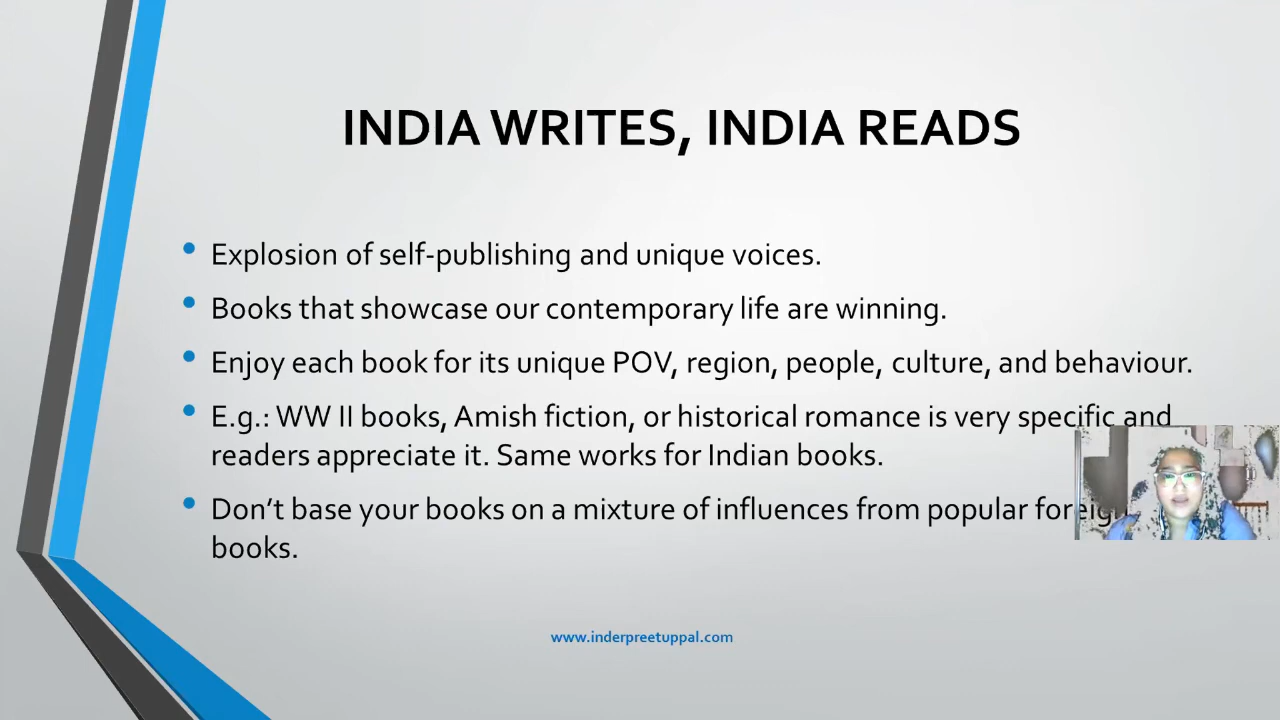 INDIA WRITES, INDIA READS
• Explosion of self-publishing and unique voices.
• Books that showcase our contemporary life are winning.
• Enjoy each book for its unique POV, region, people, culture, and behaviour.
• E.g.: WW II books, Amish fiction, or historical romance is very specific and
readers appreciate it. Same works for Indian books.
• Don’t base your books on a mixture of influences from popular foreign
books.
www.inderpreetuppal.com